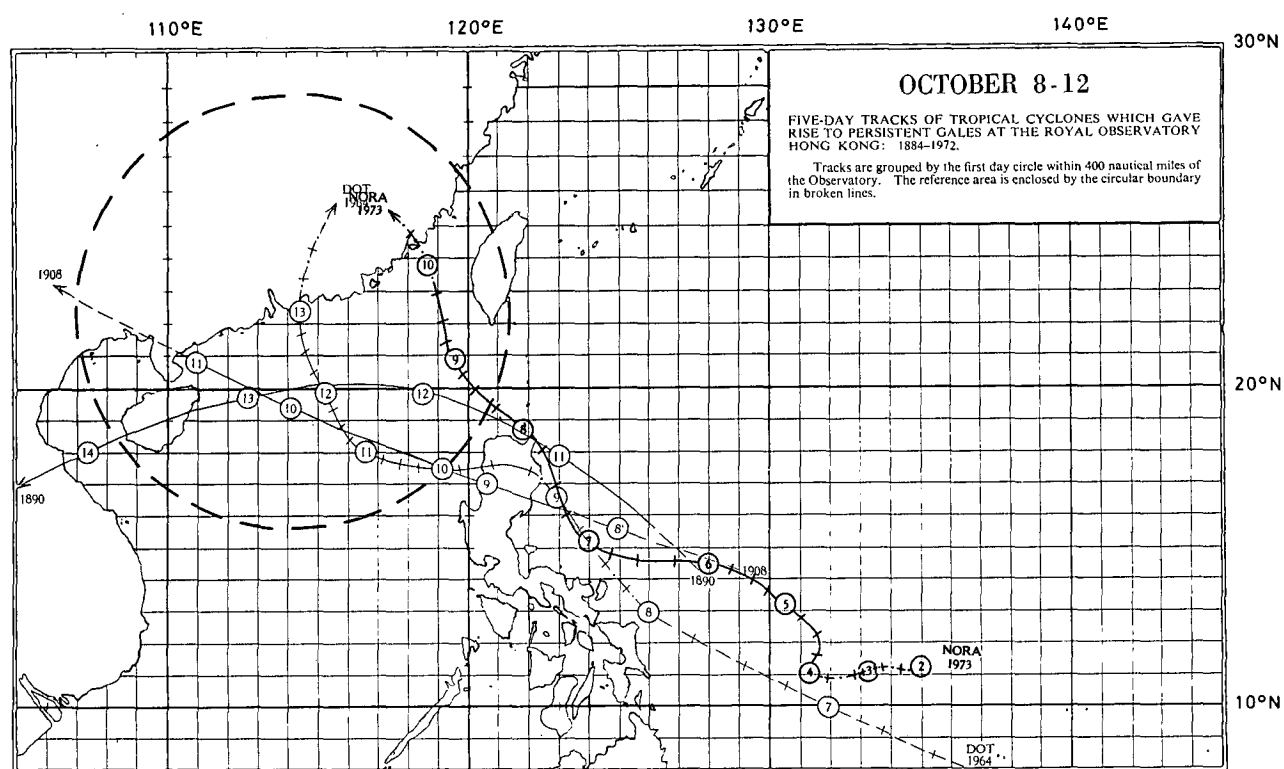 110°E 120°E 130°E 140°E
30°N
OCTOBER 8-12
FIVE-DAY TRACKS OF TROPICAL CYCLONES WHICH GAVE
RISE TO PERSISTENT GALES AT THE ROYAL OBSERVATORY
HONG KONG: 1884–1972.
Tracks are grouped by the first day circle within 400 nautical miles of
the Observatory. The reference area is enclosed by the circular boundary
in broken lines.
DOT
NORA
1973
10
1908
13
9
11
20°N
12
12
13
10
8
11
14
11
10
9
1890
9
8
7
6
1908
1890
5
8
NORA
1973
4
3
2
7
10°N
DOT
1964